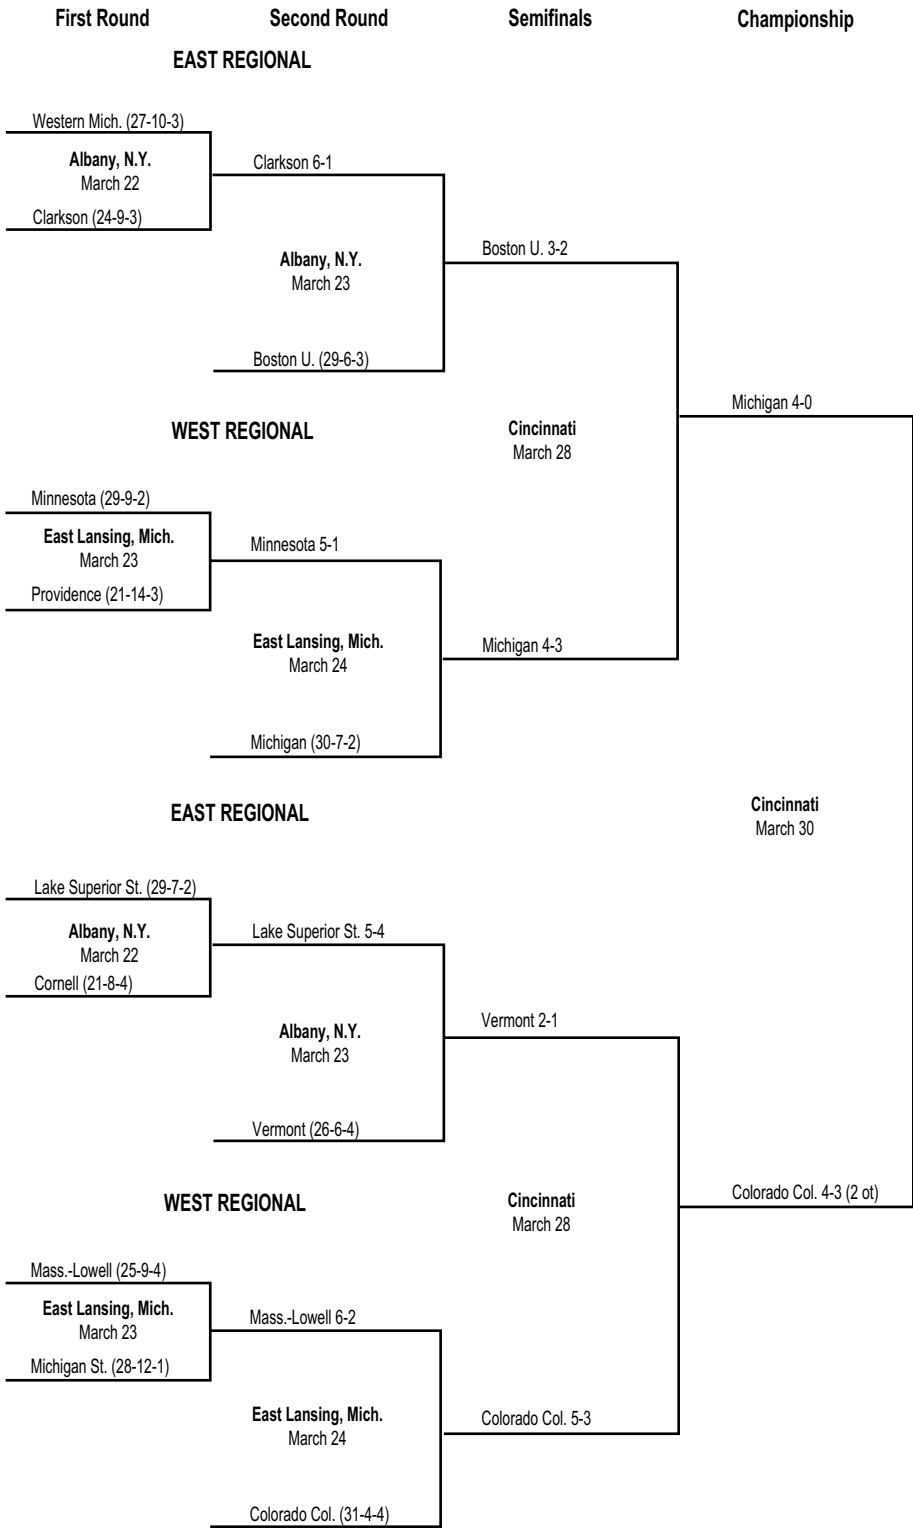 First Round Second Round Semifinals Championship
EAST REGIONAL
Western Mich. (27-10-3)
Albany, N.Y.
March 22
Clarkson (24-9-3)
Clarkson 6-1
Albany, N.Y.
March 23
Boston U. (29-6-3)
Boston U. 3-2
WEST REGIONAL
Cincinnati
March 28
Michigan 4-0
Minnesota (29-9-2)
East Lansing, Mich.
March 23
Providence (21-14-3)
Minnesota 5-1
East Lansing, Mich.
March 24
Michigan (30-7-2)
Michigan 4-3
EAST REGIONAL
Cincinnati
March 30
Lake Superior St. (29-7-2)
Albany, N.Y.
March 22
Cornell (21-8-4)
Lake Superior St. 5-4
Albany, N.Y.
March 23
Vermont (26-6-4)
Vermont 2-1
WEST REGIONAL
Cincinnati
March 28
Colorado Col. 4-3 (2 ot)
Mass.-Lowell (25-9-4)
East Lansing, Mich.
March 23
Michigan St. (28-12-1)
Mass.-Lowell 6-2
East Lansing, Mich.
March 24
Colorado Col. (31-4-4)
Colorado Col. 5-3